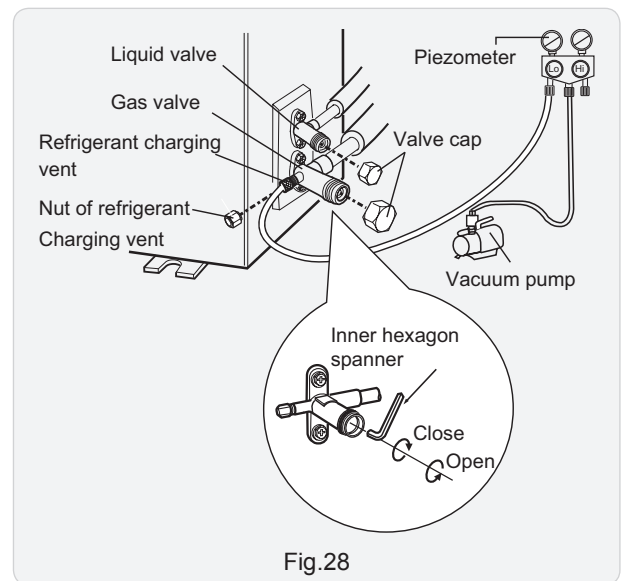 Liquid valve
Gas valve
Refrigerant charging
vent
Nut of refrigerant
Charging vent
Piezometer
Lo
Hi
Valve cap
Vacuum pump
Inner hexagon
spanner
Close
Open
Fig.28